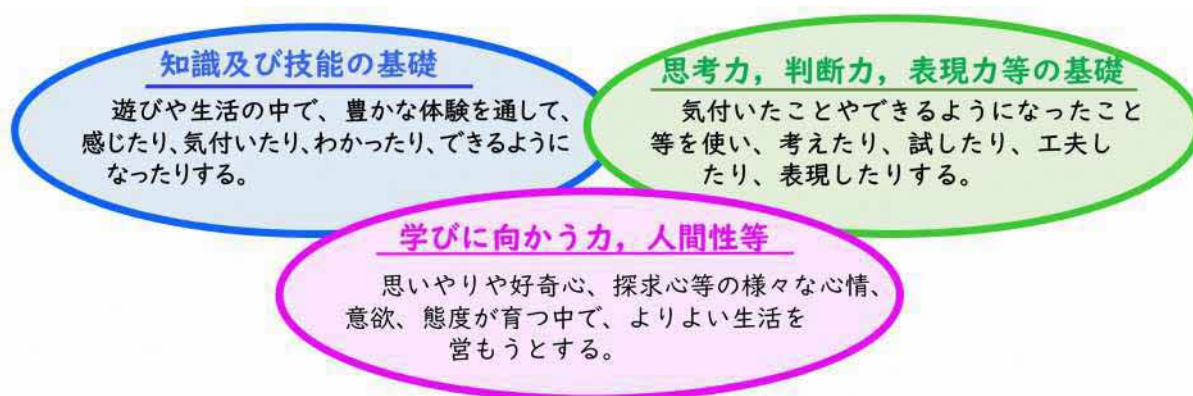 知識及び技能の基礎
遊びや生活の中で、豊かな体験を通して、
感じたり、気付いたり、わかったり、できるように
なったりする。
思考力，判断力，表現力等の基礎
気付いたことやできるようになったこと
等を使い、考えたり、試したり、工夫し
たり、表現したりする。
学びに向かう力，人間性等
思いやりや好奇心、探求心等の様々な心情、
意欲、態度が育つ中で、よりよい生活を
営もうとする。